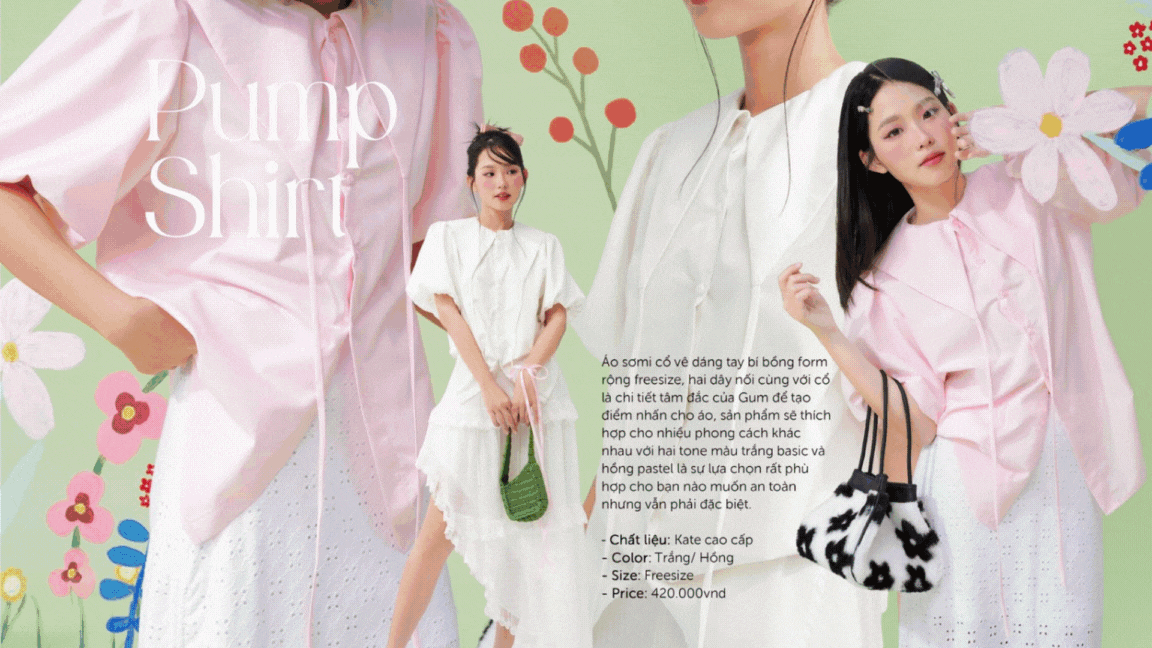 Pump
Shirt
Áo sơmi cổ vê dáng tay bí bồng form
rộng freesize, hai dây nối cùng với cổ
là chi tiết tâm đắc của Gum để tạo
điểm nhấn cho áo, sản phẩm sẽ thích
hợp cho nhiều phong cách khác
nhau với hai tone màu trắng basic và
hồng pastel là sự lựa chọn rất phù
hợp cho bạn nào muốn an toàn
nhưng vẫn phải đặc biệt.
- Chất liệu: Kate cao cấp
- Color: Trắng/ Hồng
- Size: Freesize
- Price: 420.000vnd